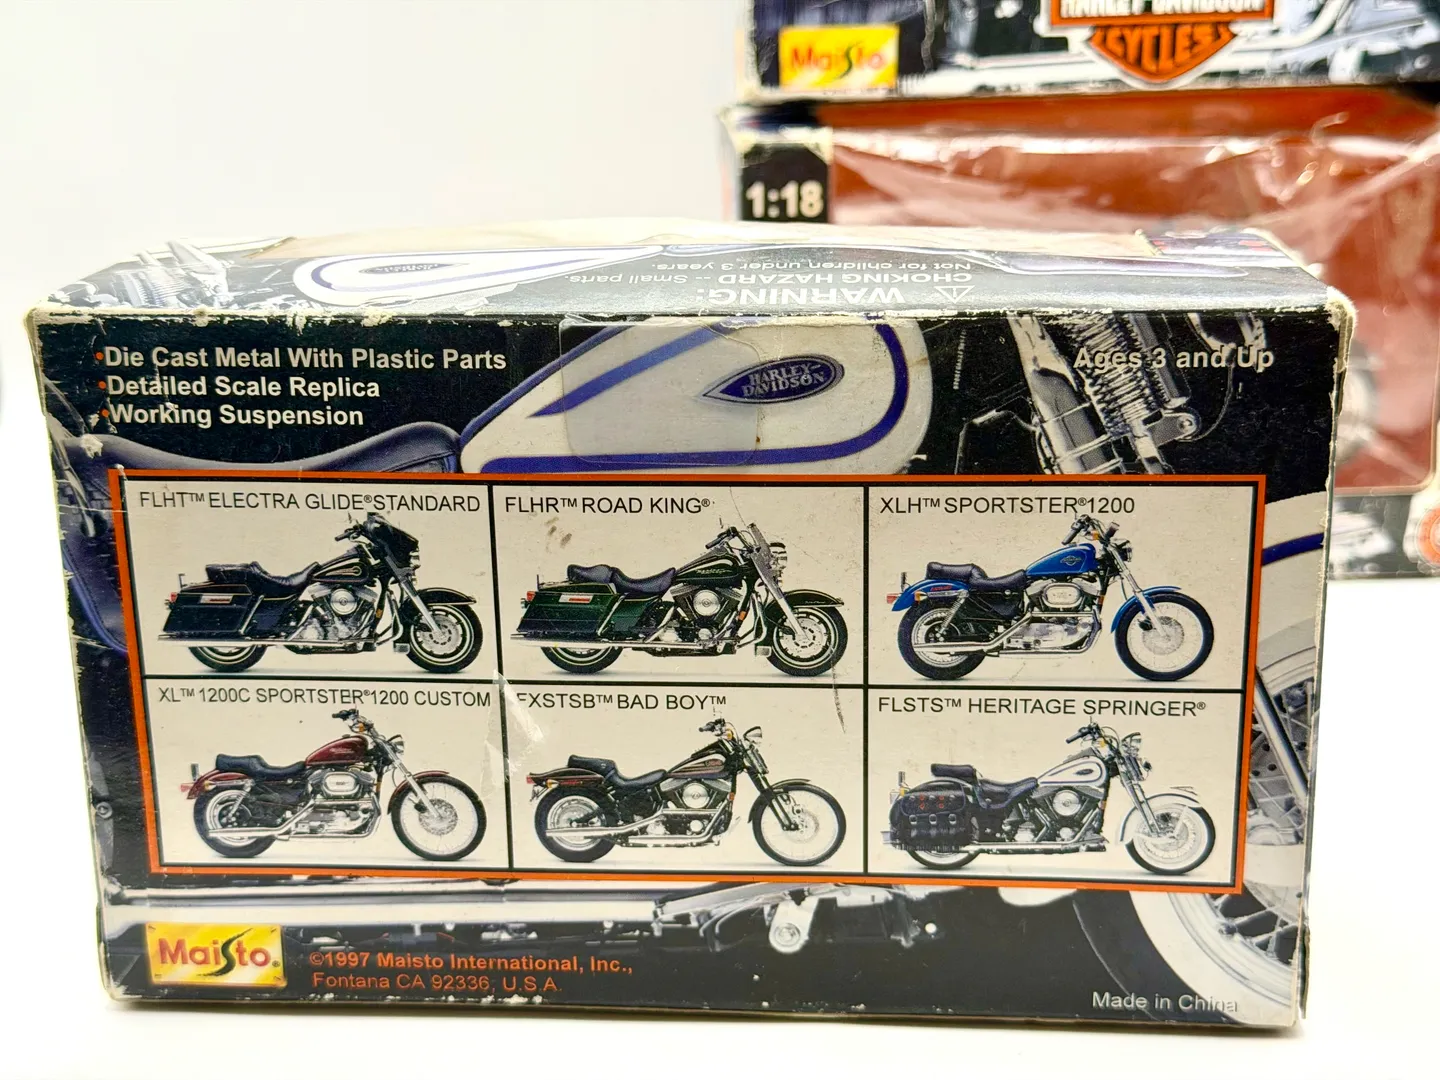 HARLEY-DAVIDSON
CYCLES
Maisto
1:18
WARNING:
CHOKING HAZARD -- Small parts.
Not for children under 3 years.
•Die Cast Metal With Plastic Parts
•Detailed Scale Replica
•Working Suspension
HARLEY-
DAVIDSON
Ages 3 and Up
FLHT™ ELECTRA GLIDE® STANDARD
FLHR™ ROAD KING®
XLH™ SPORTSTER® 1200
XL™ 1200C SPORTSTER® 1200 CUSTOM
FXSTSB™ BAD BOY™
FLSTS™ HERITAGE SPRINGER®
Maisto®
©1997 Maisto International, Inc.,
Fontana CA 92336, U.S.A.
Made in China